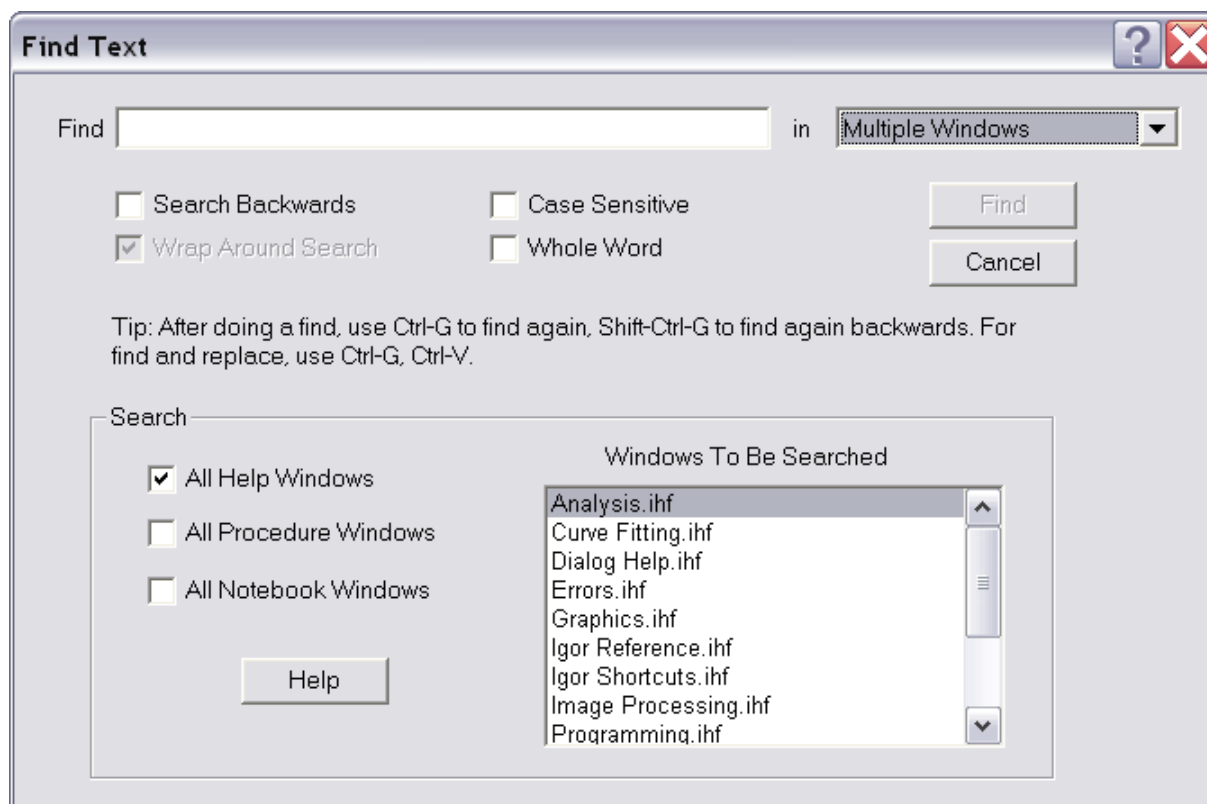 Find Text
Find in Multiple Windows
Search Backwards Case Sensitive Find
Wrap Around Search Whole Word Cancel
Tip: After doing a find, use Ctrl-G to find again, Shift-Ctrl-G to find again backwards. For
find and replace, use Ctrl-G, Ctrl-V.
Search
Windows To Be Searched
All Help Windows
All Procedure Windows
All Notebook Windows
Help
Analysis.ihf
Curve Fitting.ihf
Dialog Help.ihf
Errors.ihf
Graphics.ihf
Igor Reference.ihf
Igor Shortcuts.ihf
Image Processing.ihf
Programming.ihf